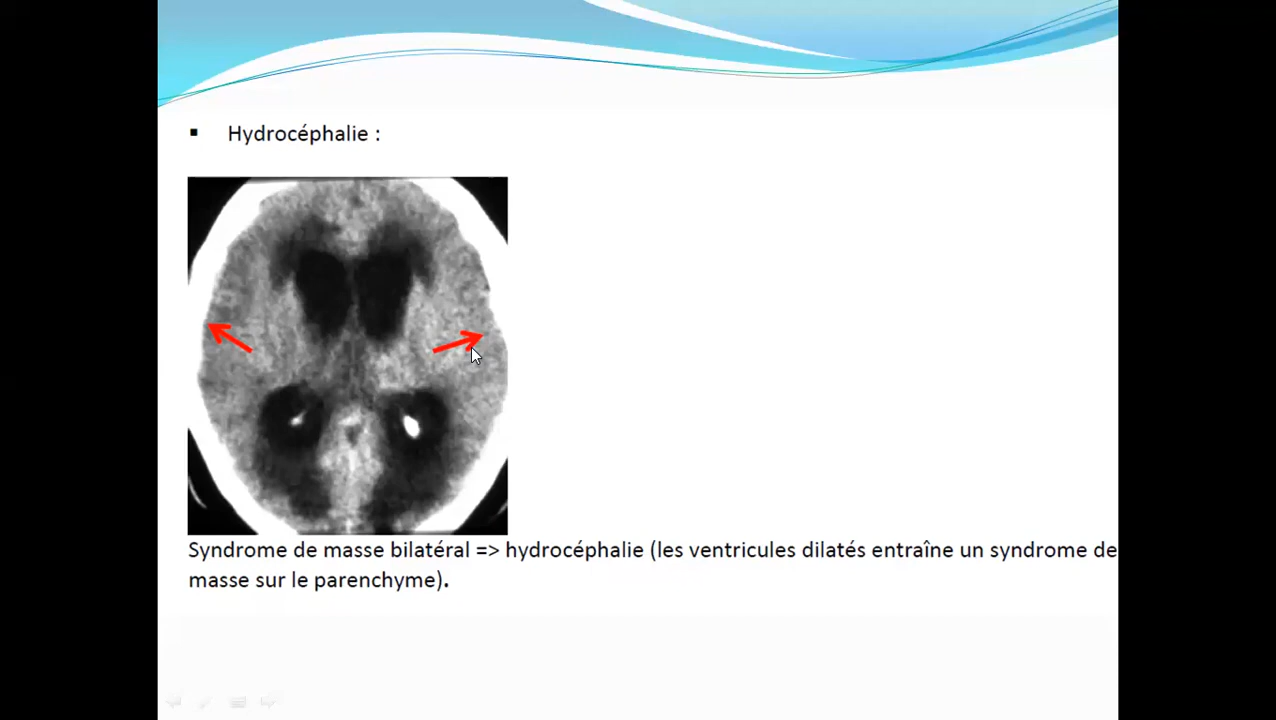 Hydrocéphalie :
Syndrome de masse bilatéral => hydrocéphalie (les ventricules dilatés entraîne un syndrome de
masse sur le parenchyme).